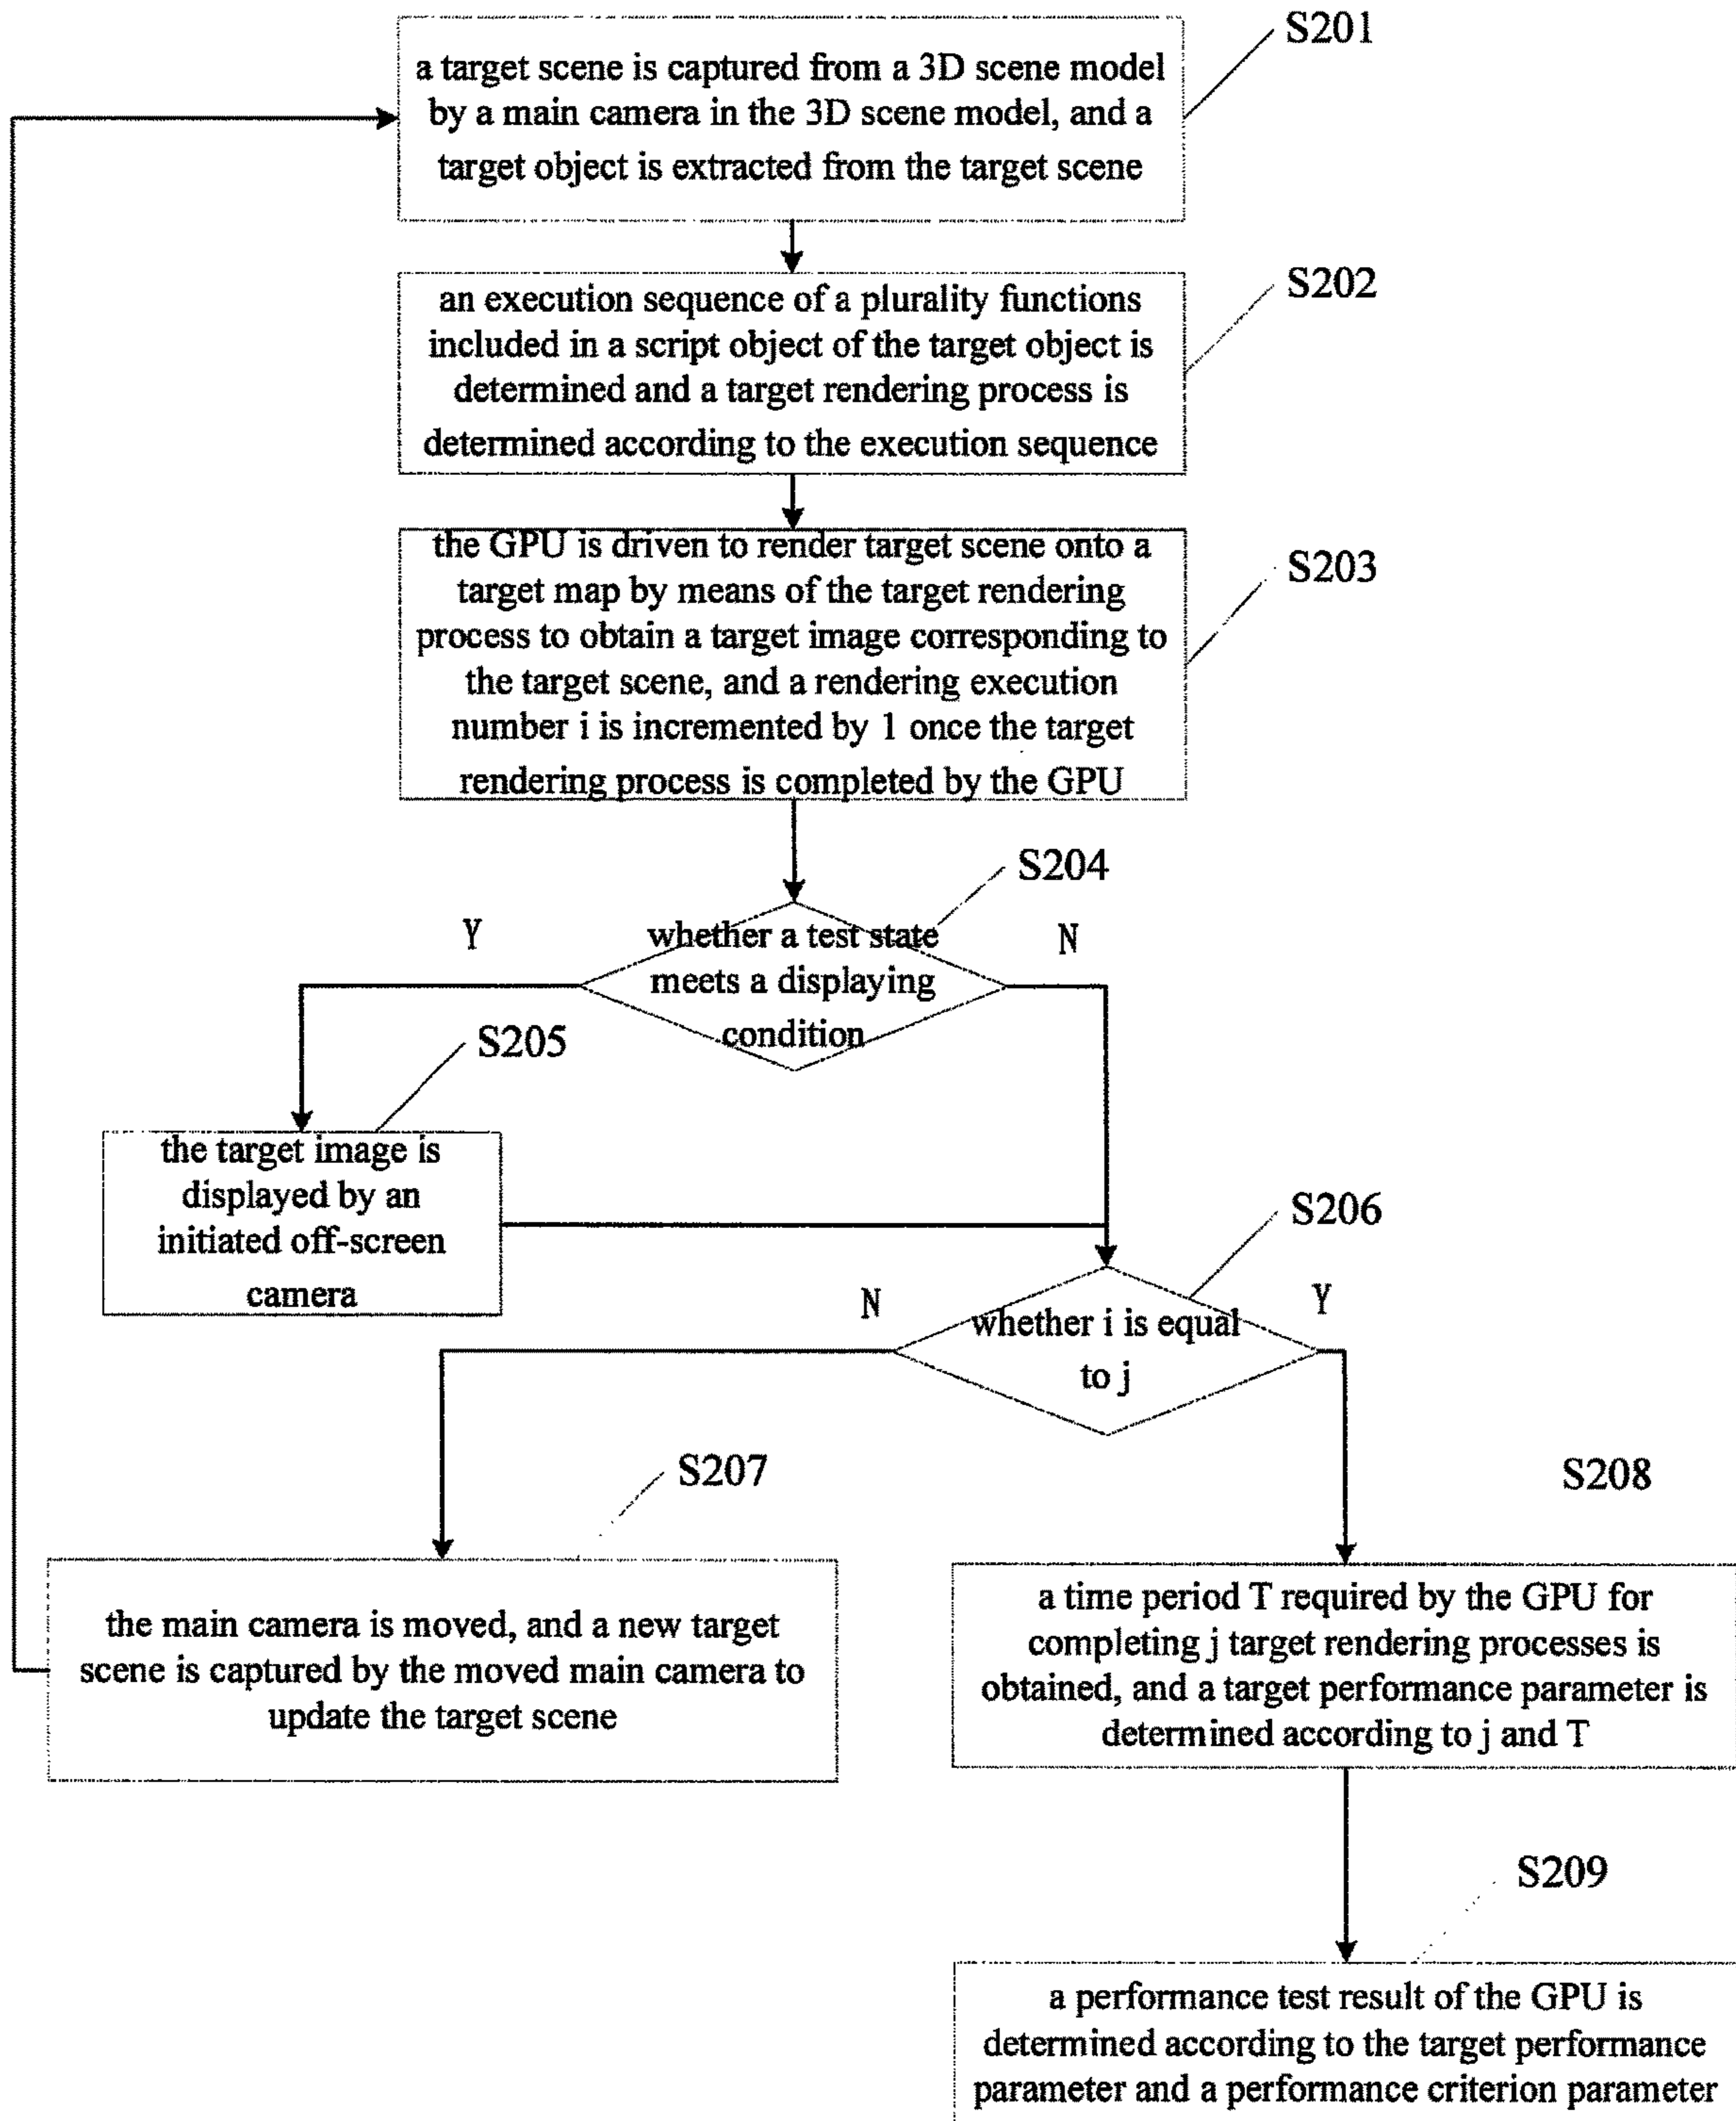 S201
a target scene is captured from a 3D scene model
by a main camera in the 3D scene model, and a
target object is extracted from the target scene
S202
an execution sequence of a plurality functions
included in a script object of the target object is
determined and a target rendering process is
determined according to the execution sequence
S203
the GPU is driven to render target scene onto a
target map by means of the target rendering
process to obtain a target image corresponding to
the target scene, and a rendering execution
number i is incremented by 1 once the target
rendering process is completed by the GPU
S204
Y
N
whether a test state
meets a displaying
condition
S205
the target image is
displayed by an
initiated off-screen
camera
S206
N
Y
whether i is equal
to j
S207
the main camera is moved, and a new target
scene is captured by the moved main camera to
update the target scene
S208
a time period T required by the GPU for
completing j target rendering processes is
obtained, and a target performance parameter is
determined according to j and T
S209
a performance test result of the GPU is
determined according to the target performance
parameter and a performance criterion parameter